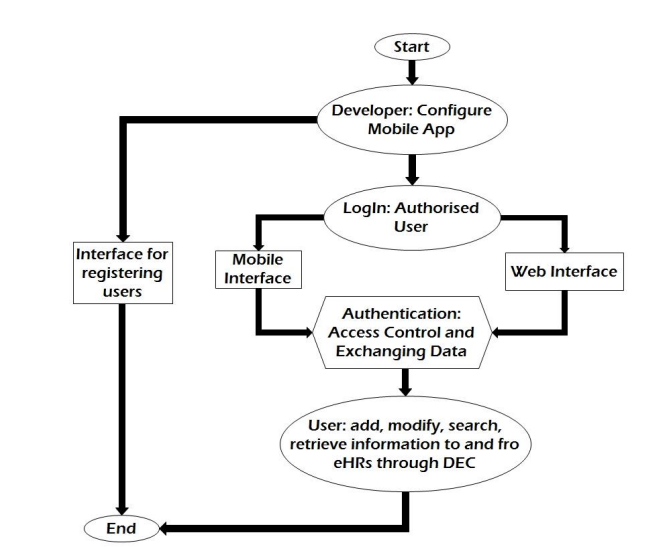 Start
Developer: Configure
Mobile App
LogIn: Authorised
User
Interface for
registering
users
Mobile
Interface
Web Interface
Authentication:
Access Control and
Exchanging Data
User: add, modify, search,
retrieve information to and fro
eHRs through DEC
End